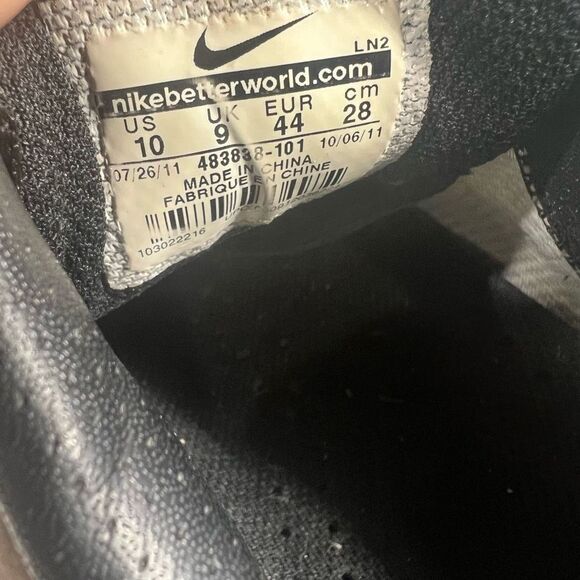 LN2
nikebetterworld.com
US UK EUR cm
10 9 44 28
07/26/11 483838-101 10/06/11
MADE IN CHINA
FABRIQUE EN CHINE
103022216